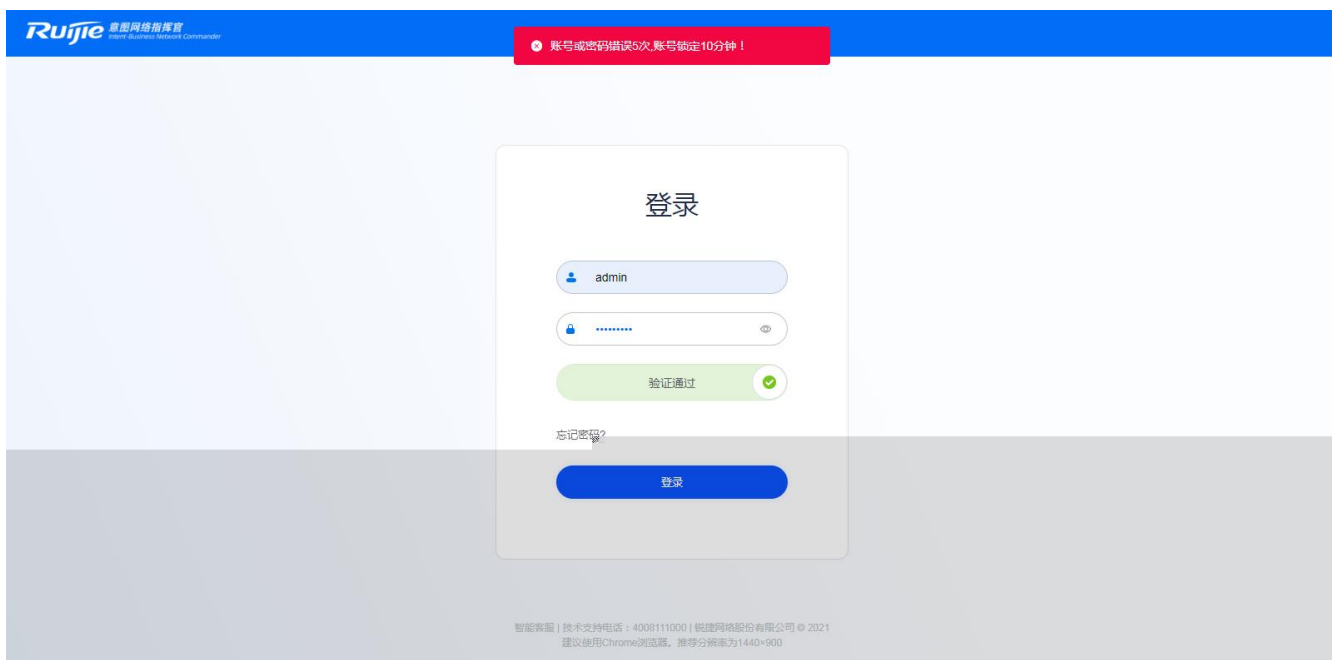 Ruijie 意图网络指挥官
Intent-Business Network Commander
账号或密码错误5次,账号锁定10分钟！
登录
admin
•••••••••
验证通过
忘记密码?
登录
智能客服 | 技术支持电话：4008111000 | 锐捷网络股份有限公司 © 2021
建议使用Chrome浏览器。推荐分辨率为1440×900